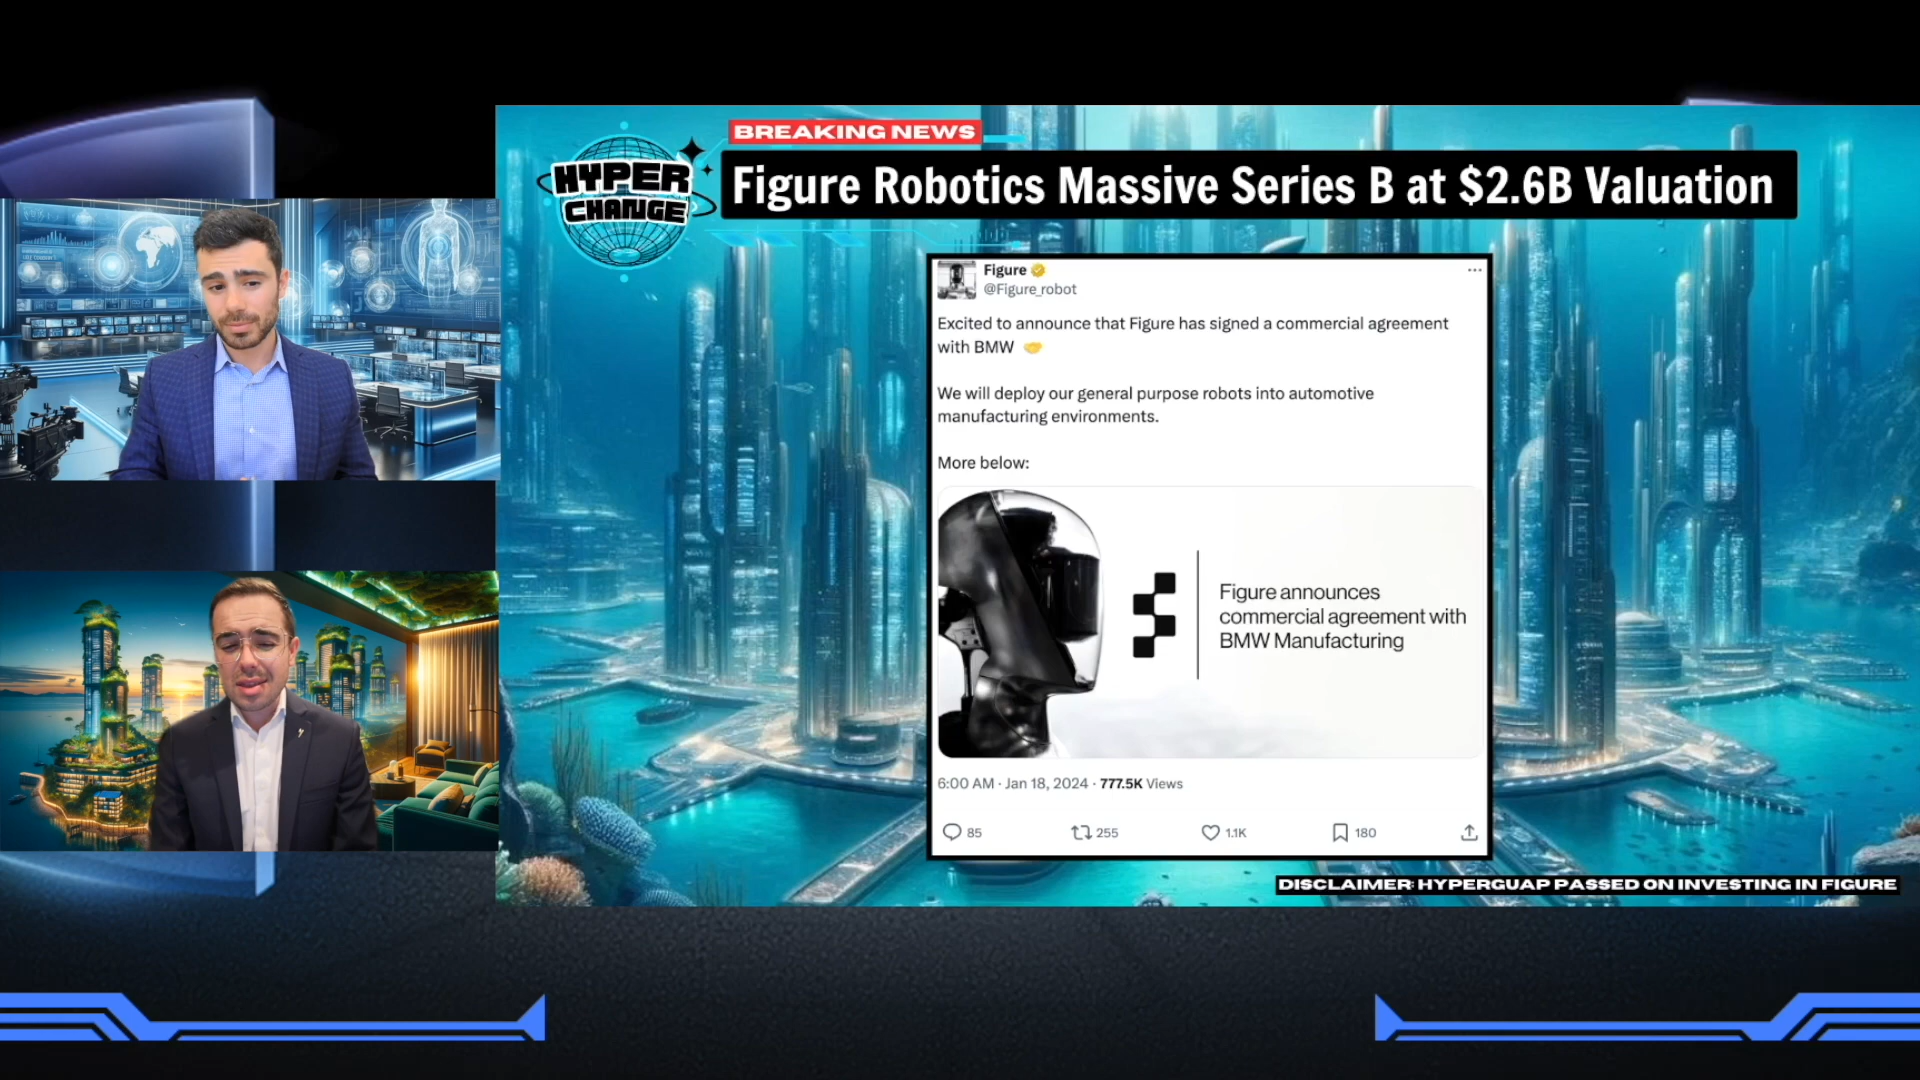 BREAKING NEWS
HYPER
CHANGE
Figure Robotics Massive Series B at $2.6B Valuation
Figure
@Figure_robot
Excited to announce that Figure has signed a commercial agreement
with BMW 🤝
We will deploy our general purpose robots into automotive
manufacturing environments.
More below:
Figure announces
commercial agreement with
BMW Manufacturing
6:00 AM · Jan 18, 2024 · 777.5K Views
85 255 1.1K 180
DISCLAIMER: HYPERGUAP PASSED ON INVESTING IN FIGURE